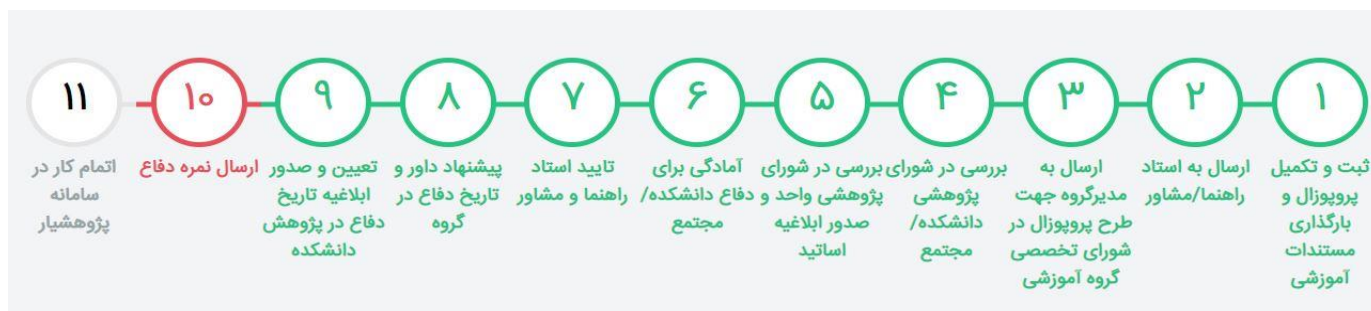 ۱
ثبت و تکمیل
پروپوزال و
بارگذاری
مستندات
آموزشی
۲
ارسال به استاد
راهنما/مشاور
۳
ارسال به
مدیرگروه جهت
طرح پروپوزال در
شورای تخصصی
گروه آموزشی
۴
بررسی در شورای
پژوهشی
دانشکده/
مجتمع
۵
بررسی در شورای
پژوهشی واحد و
صدور ابلاغیه
اساتید
۶
آمادگی برای
دفاع دانشکده/
مجتمع
۷
تایید استاد
راهنما و مشاور
۸
پیشنهاد داور و
تاریخ دفاع در
گروه
۹
تعیین و صدور
ابلاغیه تاریخ
دفاع در پژوهش
دانشکده
۱۰
ارسال نمره دفاع
۱۱
اتمام کار در
سامانه
پژوهشیار